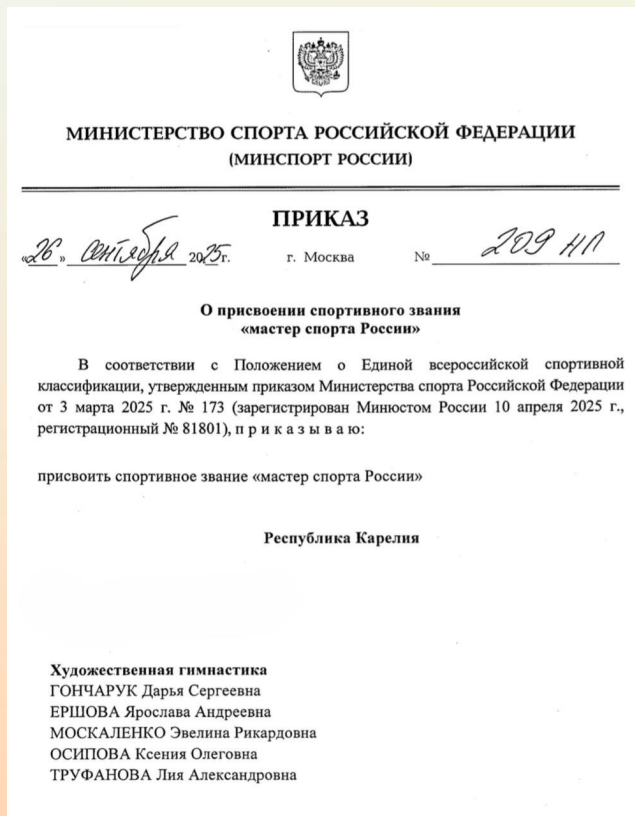 МИНИСТЕРСТВО СПОРТА РОССИЙСКОЙ ФЕДЕРАЦИИ
(МИНСПОРТ РОССИИ)
ПРИКАЗ
«26» сентября 2025г. г. Москва № 209 НП
О присвоении спортивного звания
«мастер спорта России»
В соответствии с Положением о Единой всероссийской спортивной
классификации, утвержденным приказом Министерства спорта Российской Федерации
от 3 марта 2025 г. № 173 (зарегистрирован Минюстом России 10 апреля 2025 г.,
регистрационный № 81801), п р и к а з ы в а ю:
присвоить спортивное звание «мастер спорта России»
Республика Карелия
Художественная гимнастика
ГОНЧАРУК Дарья Сергеевна
ЕРШОВА Ярослава Андреевна
МОСКАЛЕНКО Эвелина Рикардовна
ОСИПОВА Ксения Олеговна
ТРУФАНОВА Лия Александровна